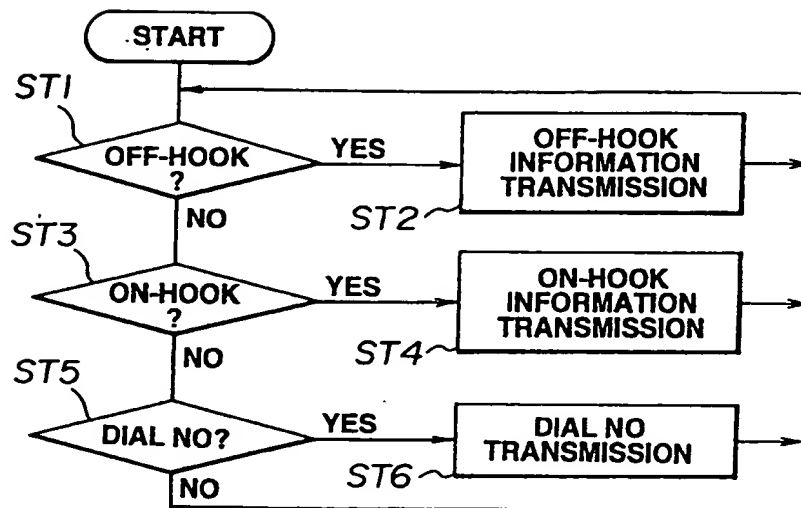 START
ST1
OFF-HOOK
?
YES
OFF-HOOK
INFORMATION
TRANSMISSION
ST2
NO
ST3
ON-HOOK
?
YES
ON-HOOK
INFORMATION
TRANSMISSION
ST4
NO
ST5
DIAL NO?
YES
DIAL NO
TRANSMISSION
ST6
NO